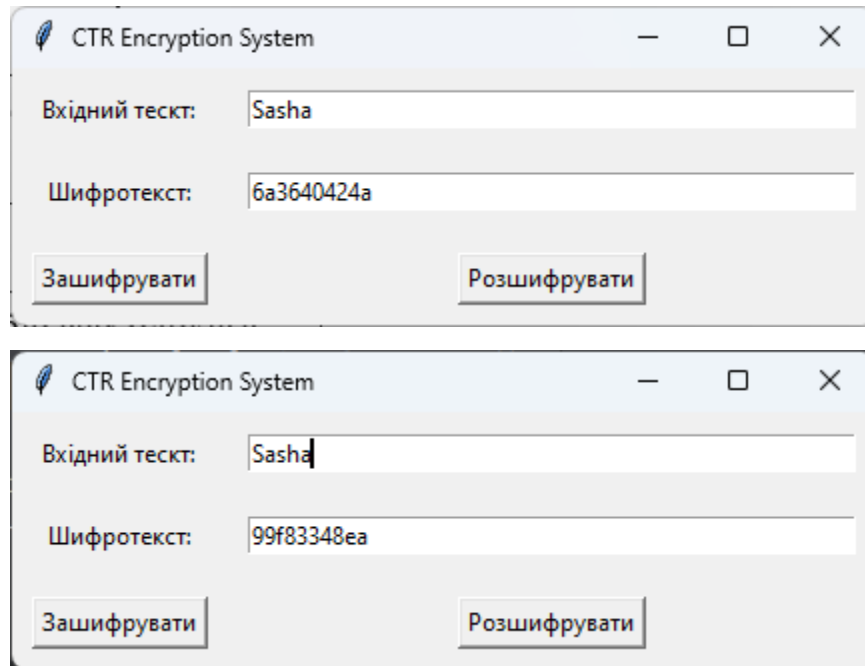 CTR Encryption System
Вхідний тескт: Sasha
Шифротекст: 6a3640424a
Зашифрувати Розшифрувати
CTR Encryption System
Вхідний тескт: Sasha
Шифротекст: 99f83348ea
Зашифрувати Розшифрувати